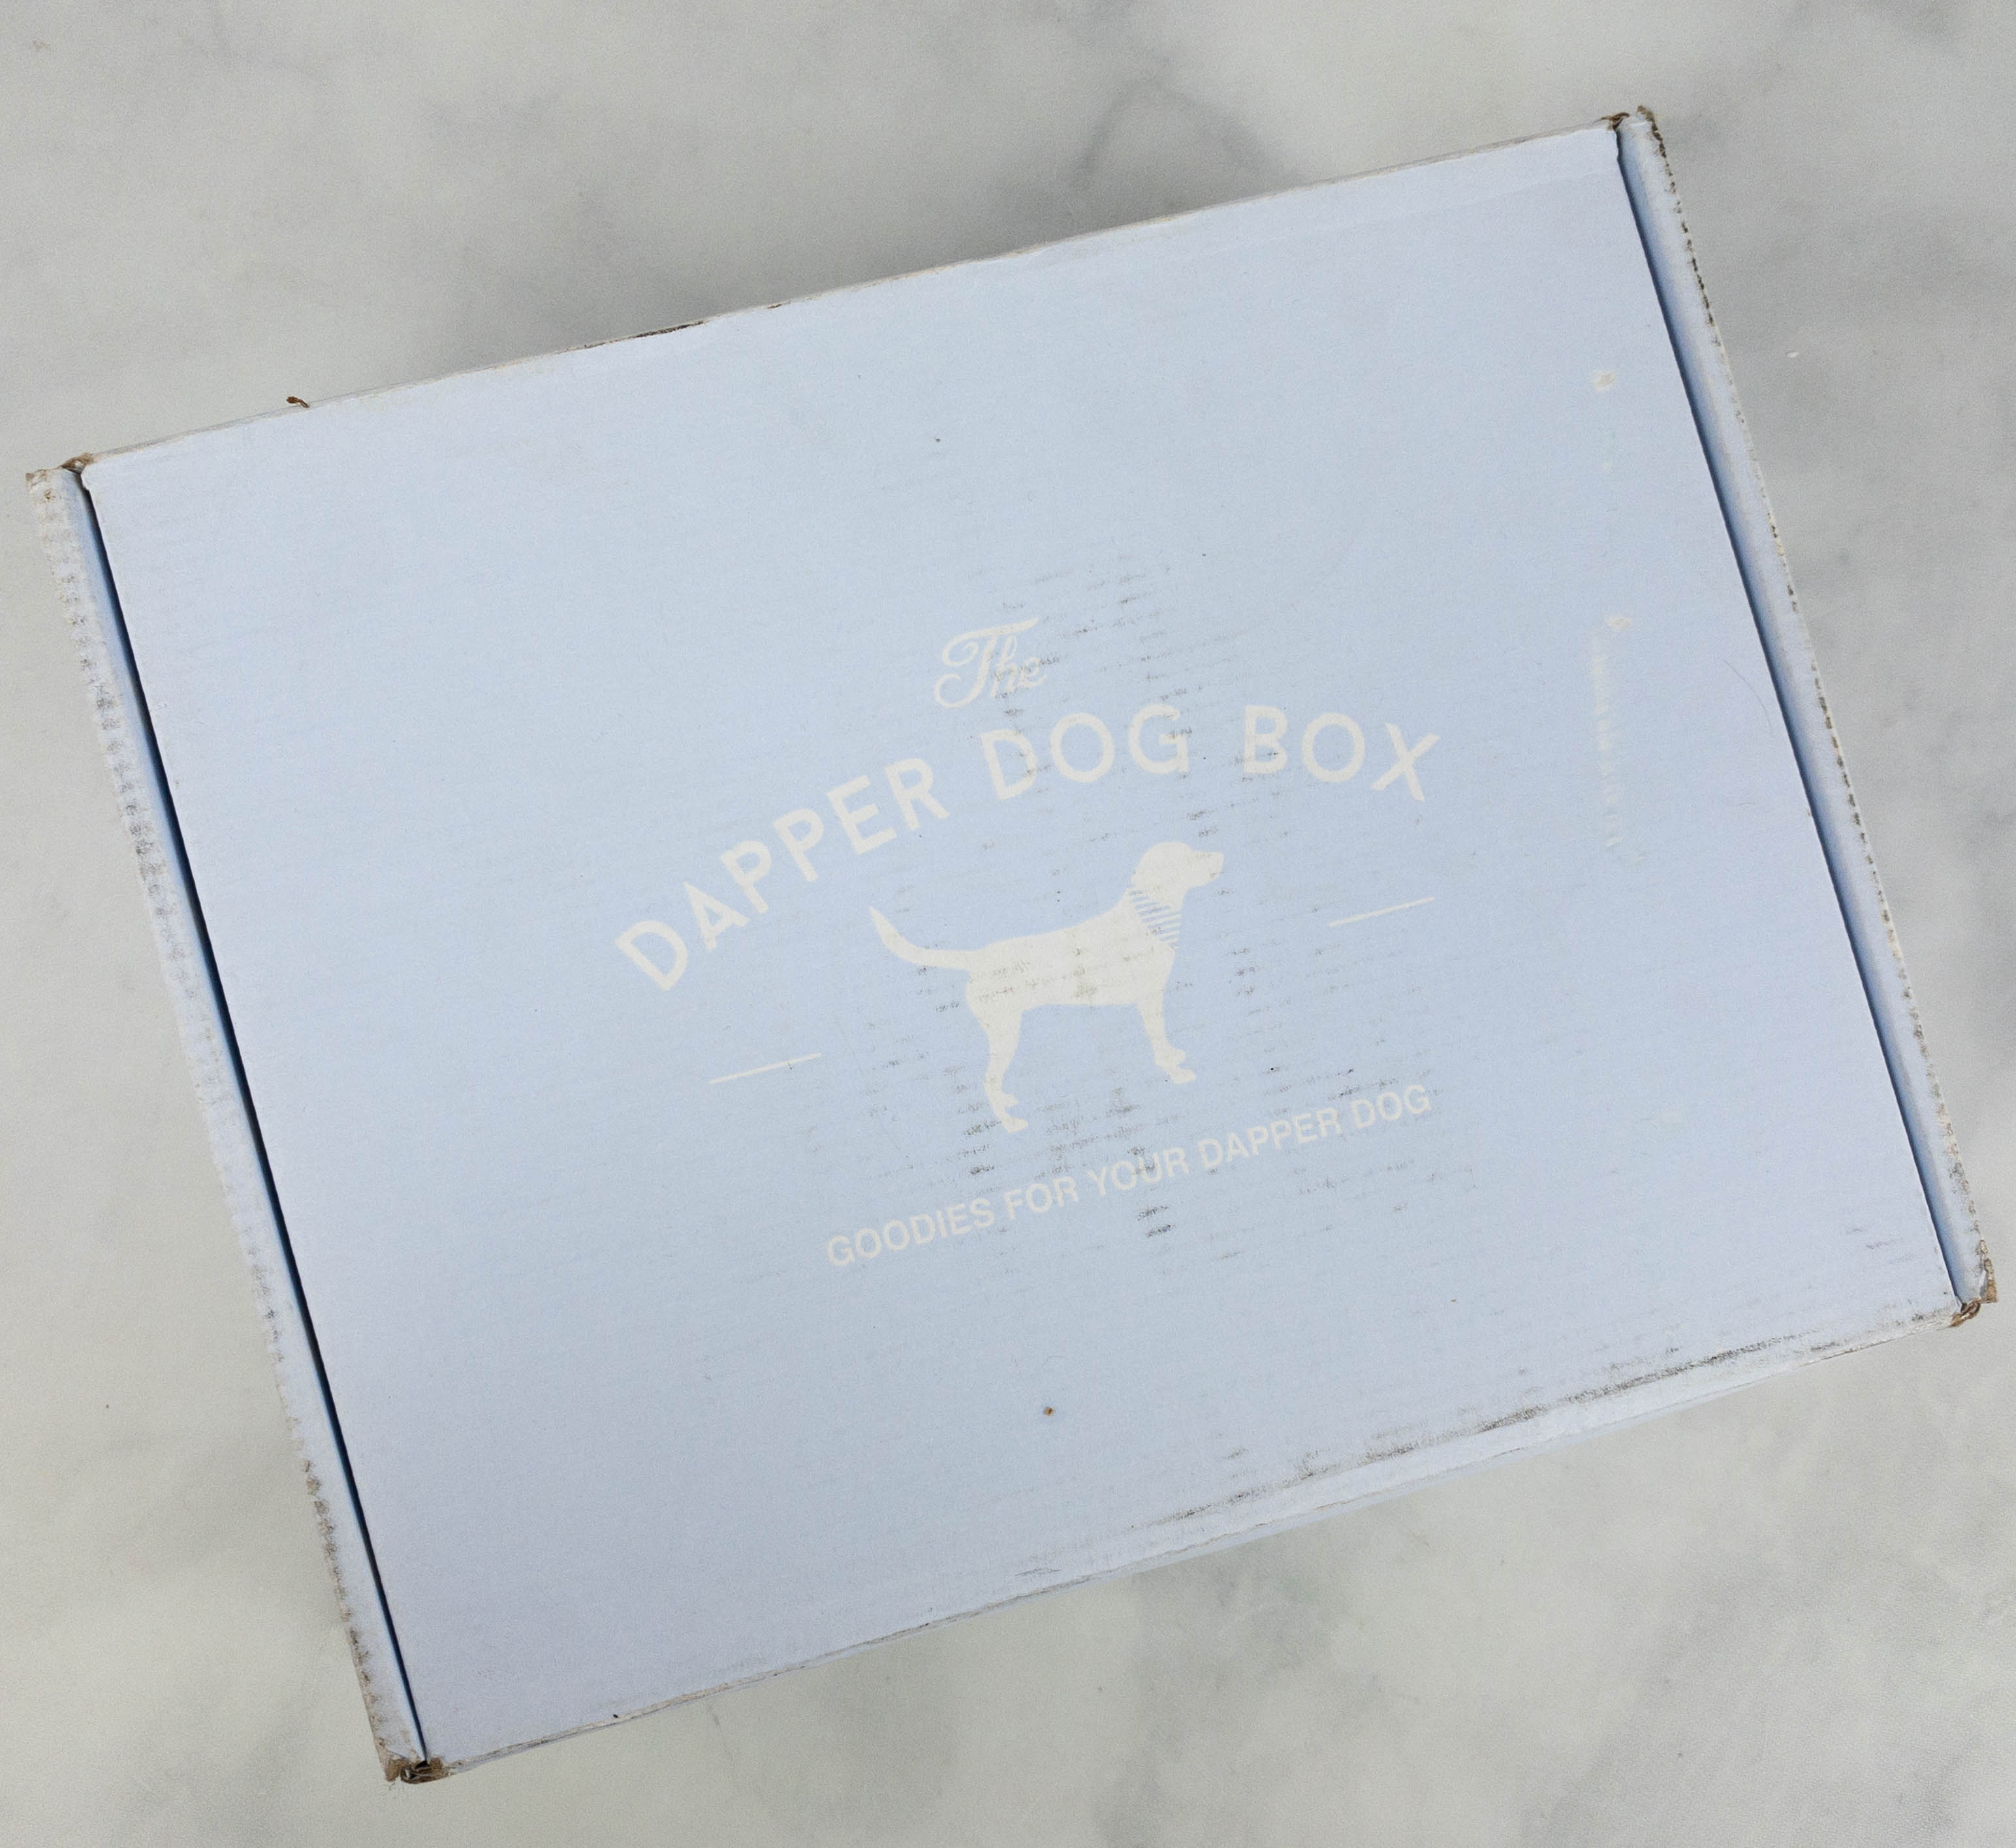 The
DAPPER DOG BOX
GOODIES FOR YOUR DAPPER DOG